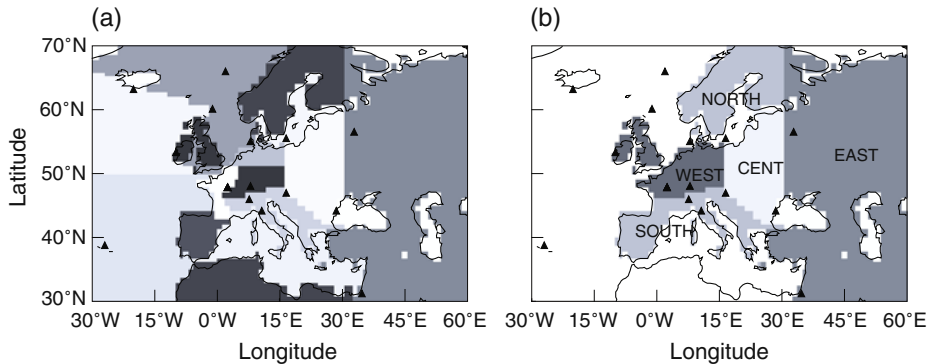 (a)
(b)
Latitude
70°N
60°N
50°N
40°N
30°N
30°W 15°W 0°W 15°E 30°E 45°E 60°E
Longitude
NORTH
WEST
CENT
EAST
SOUTH
30°W 15°W 0°W 15°E 30°E 45°E 60°E
Longitude